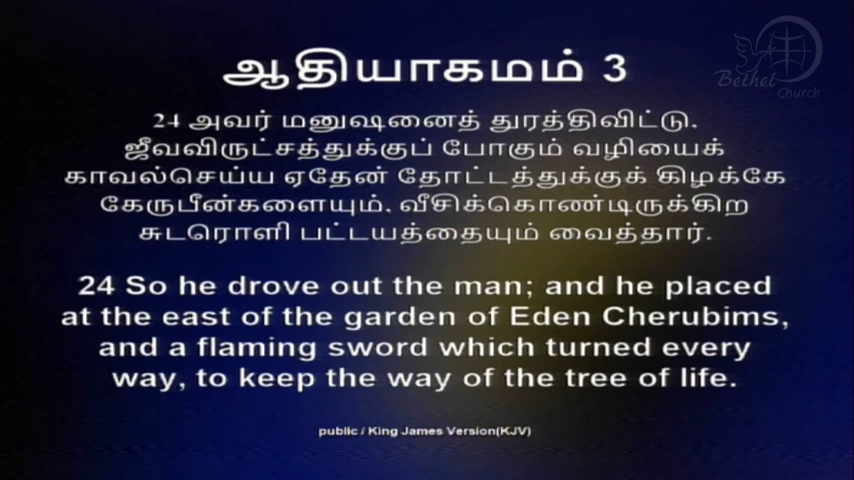 Bethel
Church
ஆதியாகமம் 3
24 அவர் மனுஷனைத் துரத்திவிட்டு,
ஜீவவிருட்சத்துக்குப் போகும் வழியைக்
காவல்செய்ய ஏதேன் தோட்டத்துக்குக் கிழக்கே
கேருபீன்களையும், வீசிக்கொண்டிருக்கிற
சுடரொளி பட்டயத்தையும் வைத்தார்.
24 So he drove out the man; and he placed
at the east of the garden of Eden Cherubims,
and a flaming sword which turned every
way, to keep the way of the tree of life.
public / King James Version(KJV)